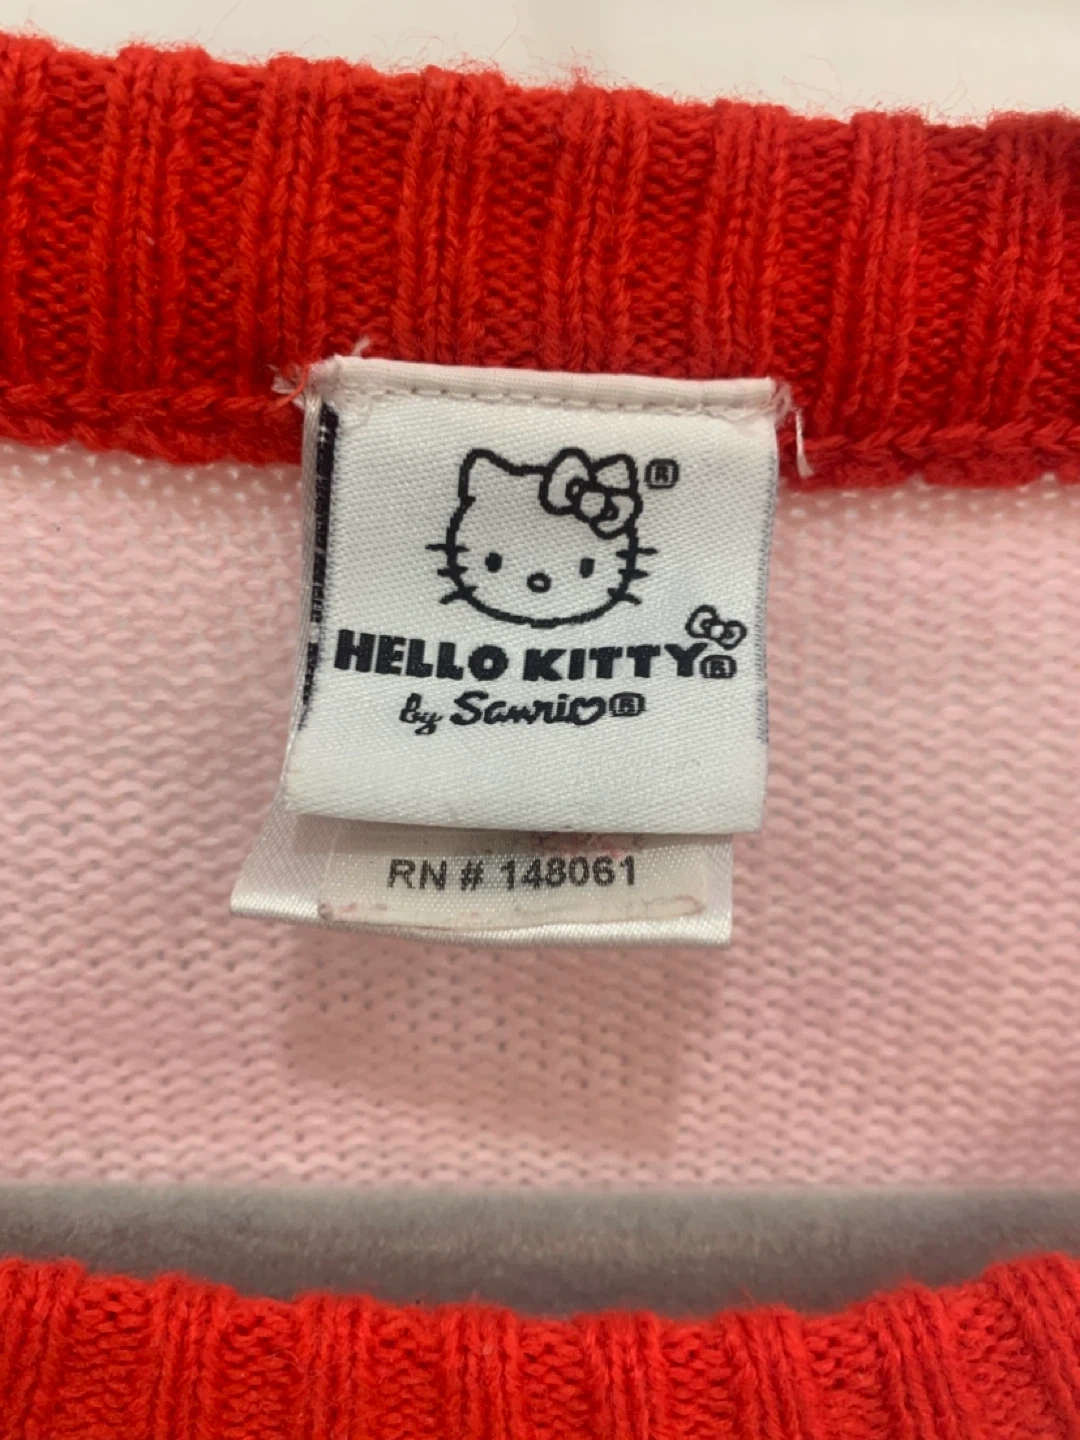 ®
HELLO KITTY®
by Sanrio®
RN # 148061